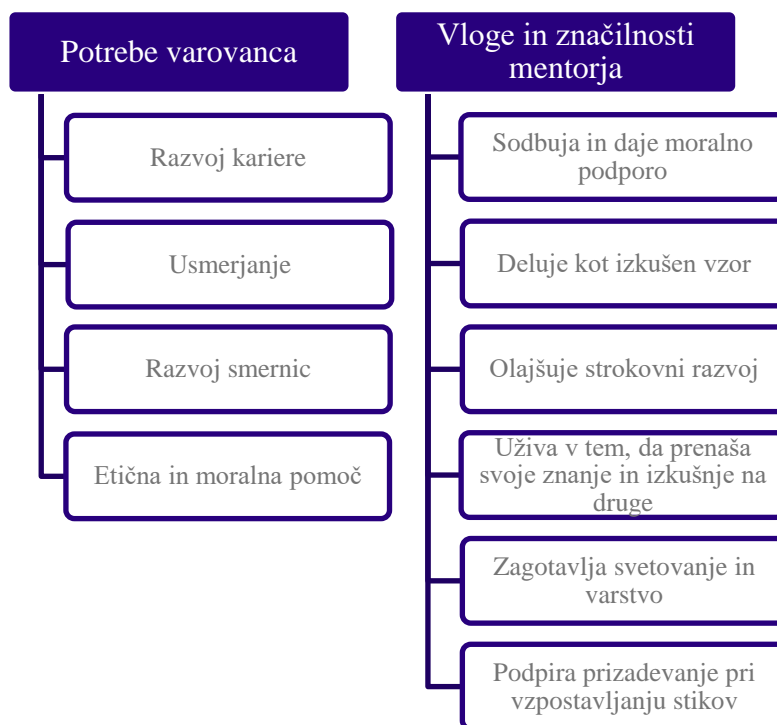 Potrebe varovanca
Razvoj kariere
Usmerjanje
Razvoj smernic
Etična in moralna pomoč
Vloge in značilnosti
mentorja
Sodbuja in daje moralno
podporo
Deluje kot izkušen vzor
Olajšuje strokovni razvoj
Uživa v tem, da prenaša
svoje znanje in izkušnje na
druge
Zagotavlja svetovanje in
varstvo
Podpira prizadevanje pri
vzpostavljanju stikov